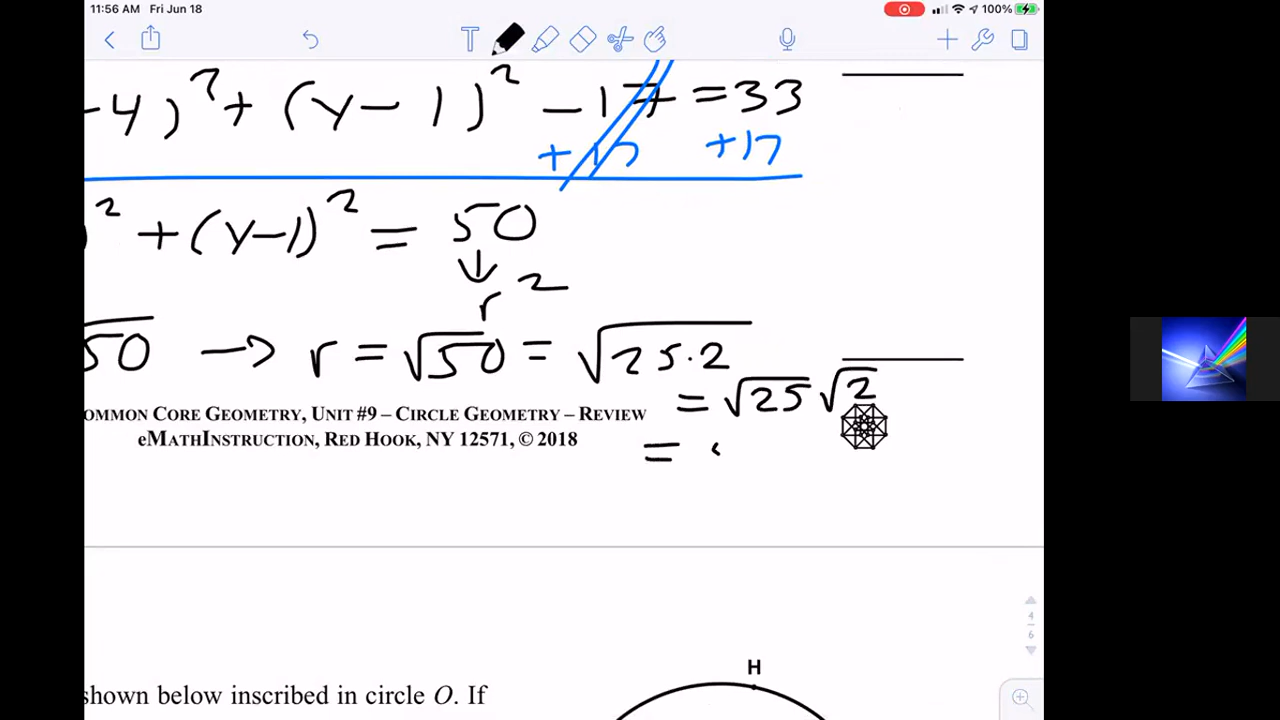 11:56 AM Fri Jun 18
100%
T
-4)² + (y-1)² -17 =33
+17 +17
² + (y-1)² = 50
↓
r²
50 → r = √50 = √25·2
= √25 √2
OMMON CORE GEOMETRY, UNIT #9 – CIRCLE GEOMETRY – REVIEW
EMATHINSTRUCTION, RED HOOK, NY 12571, © 2018
=
4
6
H
shown below inscribed in circle O. If